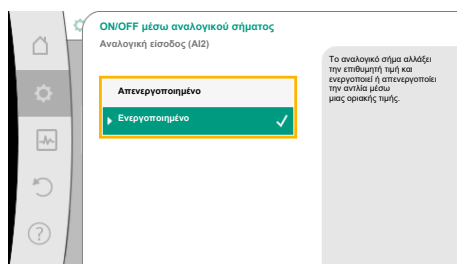 ON/OFF μέσω αναλογικού σήματος
Αναλογική είσοδος (AI2)
Απενεργοποιημένο
Ενεργοποιημένο
Το αναλογικό σήμα αλλάξει
την επιθυμητή τιμή και
ενεργοποιεί ή απενεργοποιεί
την αντλία μέσω
μιας οριακής τιμής.
?